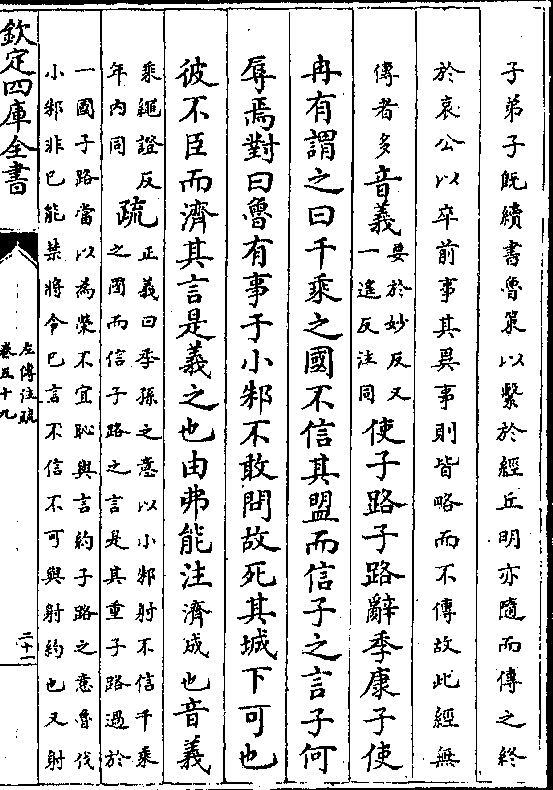 子弟子既續書魯策以繫於經丘明亦隨而傳之終
於哀公以卒前事其異事則皆略而不傳故此經無
傳者多音義要於妙反又一遥反注同使子路子路辭季康子使
冉有謂之曰千乘之國不信其盟而信子之言子何
辱焉對曰魯有事于小邾不敢問故死其城下可也
彼不臣而濟其言是義之也由弗能注濟成也音義
乘繩證反年内同疏正義曰季孫之意以小邾射不信千乘之國而信子路之言是其重子路過於
一國子路當以為榮不宜恥與言約子路之意魯伐
小邾非已能禁將令已言不信不可與射約也又射
欽定四庫全書
左傳注疏
卷五十九
二十一